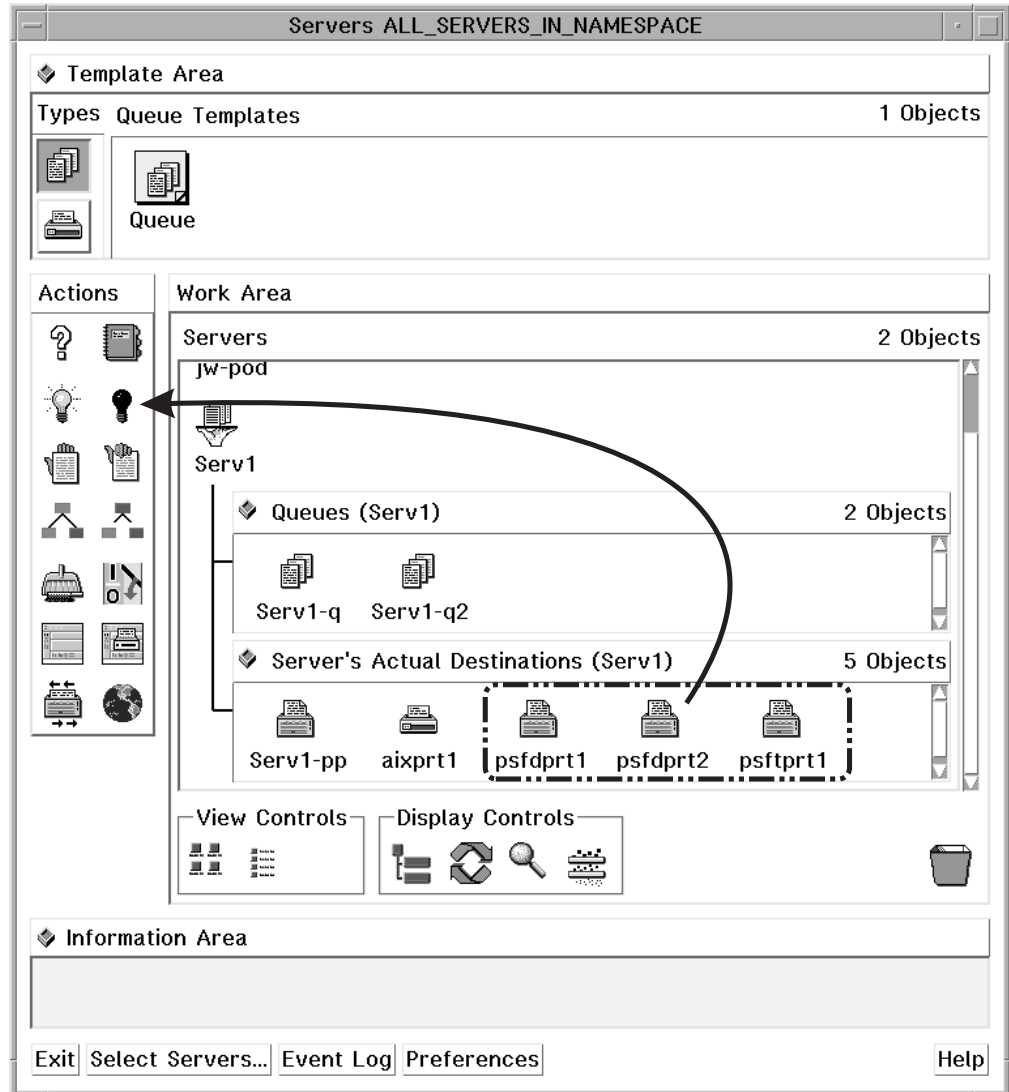 Servers ALL_SERVERS_IN_NAMESPACE
Template Area
Types Queue Templates 1 Objects
Queue
Actions
Work Area
Servers 2 Objects
jw-pod
Serv1
Queues (Serv1) 2 Objects
Serv1-q Serv1-q2
Server's Actual Destinations (Serv1) 5 Objects
Serv1-pp aixprt1 psfdprt1 psfdprt2 psftprt1
View Controls Display Controls
Information Area
Exit Select Servers... Event Log Preferences Help